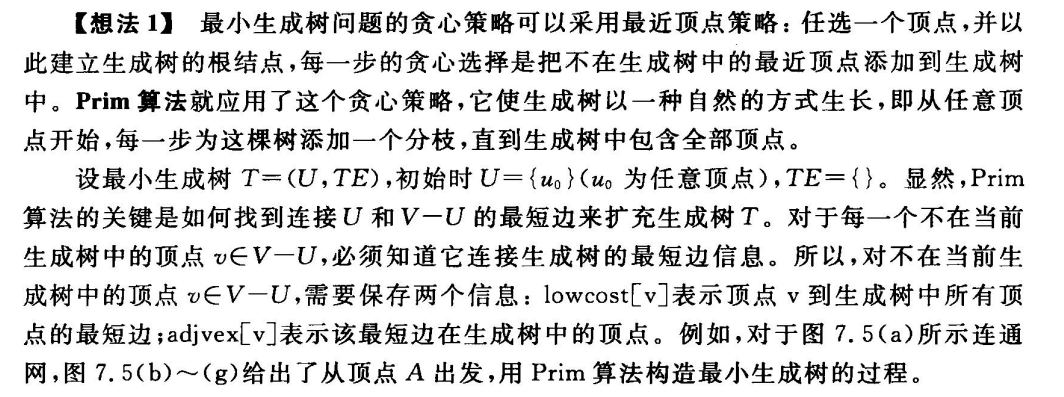 【想法1】 最小生成树问题的贪心策略可以采用最近顶点策略：任选一个顶点，并以
此建立生成树的根结点，每一步的贪心选择是把不在生成树中的最近顶点添加到生成树
中。Prim 算法就应用了这个贪心策略，它使生成树以一种自然的方式生长，即从任意顶
点开始，每一步为这棵树添加一个分枝，直到生成树中包含全部顶点。
设最小生成树 T=(U,TE)，初始时 U={u₀}(u₀ 为任意顶点)，TE={}。显然，Prim
算法的关键是如何找到连接 U 和 V−U 的最短边来扩充生成树 T。对于每一个不在当前
生成树中的顶点 v∈V−U，必须知道它连接生成树的最短边信息。所以，对不在当前生
成树中的顶点 v∈V−U，需要保存两个信息：lowcost[v]表示顶点 v 到生成树中所有顶
点的最短边；adjvex[v]表示该最短边在生成树中的顶点。例如，对于图 7.5(a)所示连通
网，图 7.5(b)～(g)给出了从顶点 A 出发，用 Prim 算法构造最小生成树的过程。